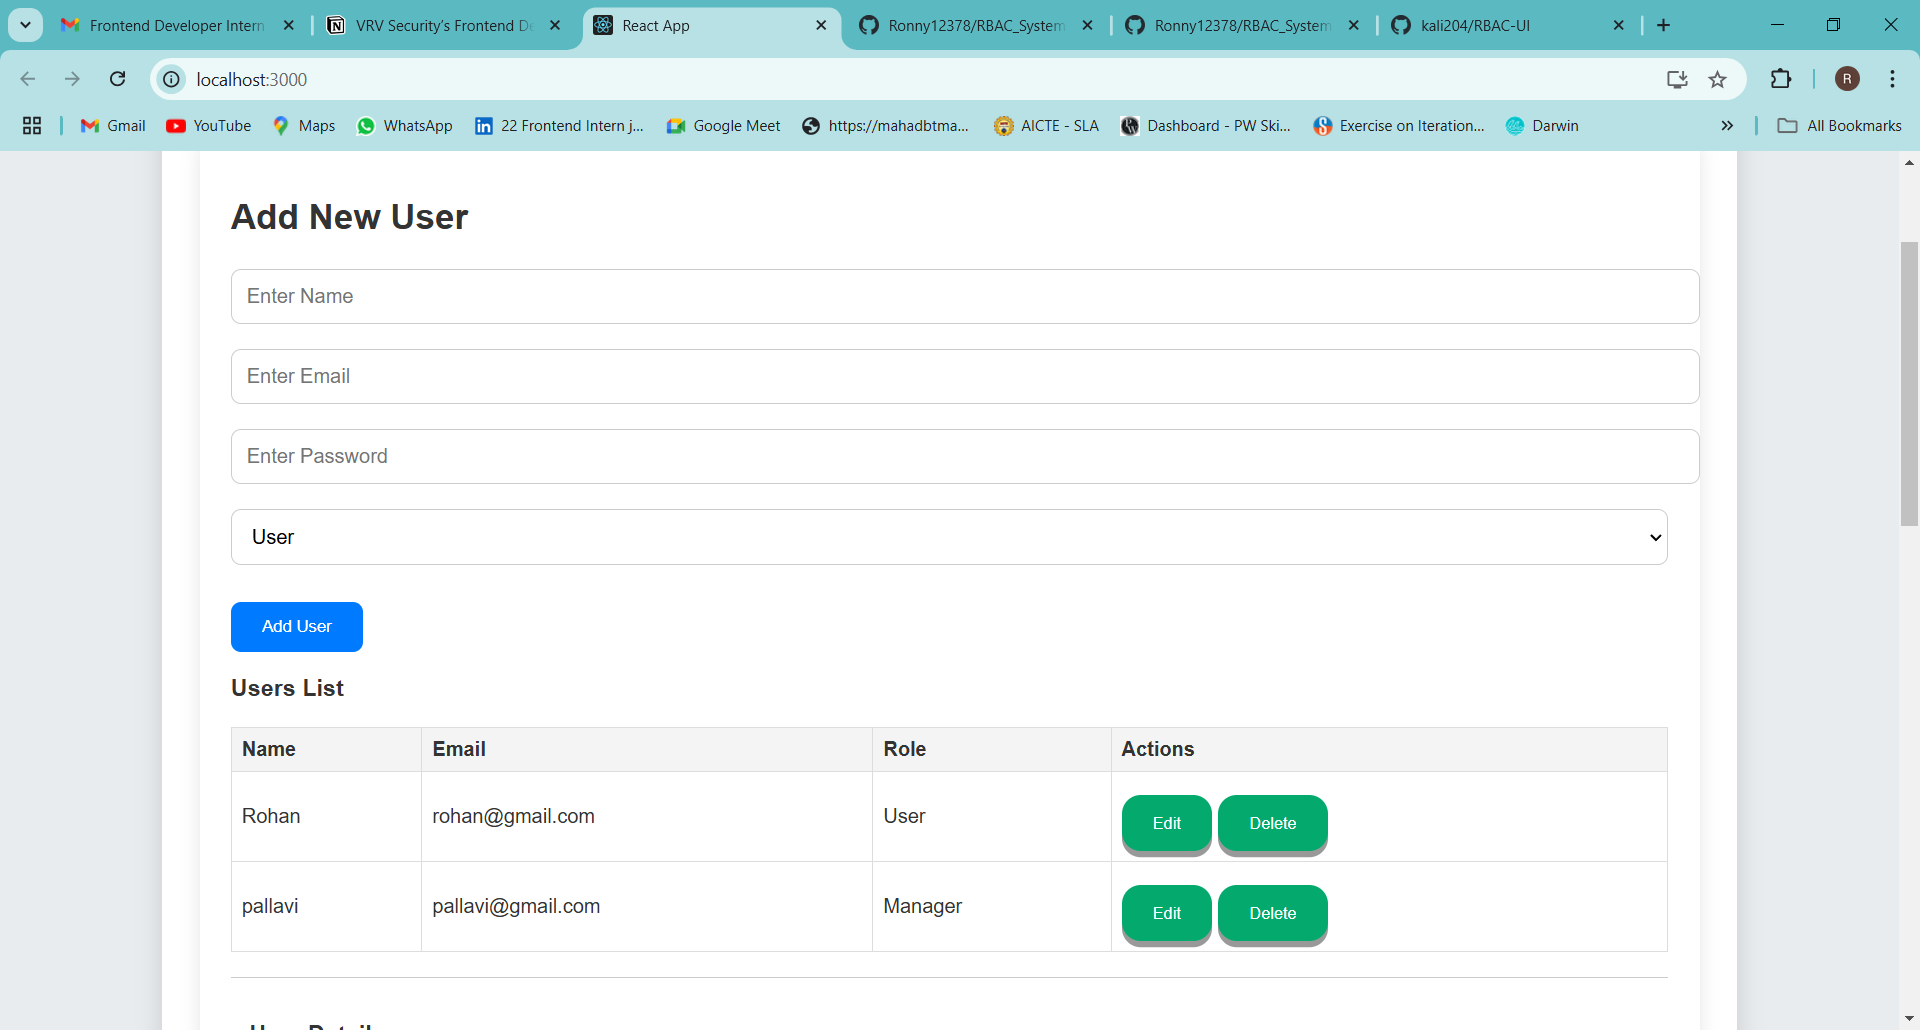 Frontend Developer Intern
VRV Security’s Frontend De
React App
Ronny12378/RBAC_System
Ronny12378/RBAC_System
kali204/RBAC-UI
localhost:3000
R
Gmail
YouTube
Maps
WhatsApp
22 Frontend Intern j...
Google Meet
https://mahadbtma...
AICTE - SLA
Dashboard - PW Ski...
Exercise on Iteration...
Darwin
All Bookmarks
Add New User
Enter Name
Enter Email
Enter Password
User
Add User
Users List
Name Email Role Actions
Rohan rohan@gmail.com User Edit Delete
pallavi pallavi@gmail.com Manager Edit Delete